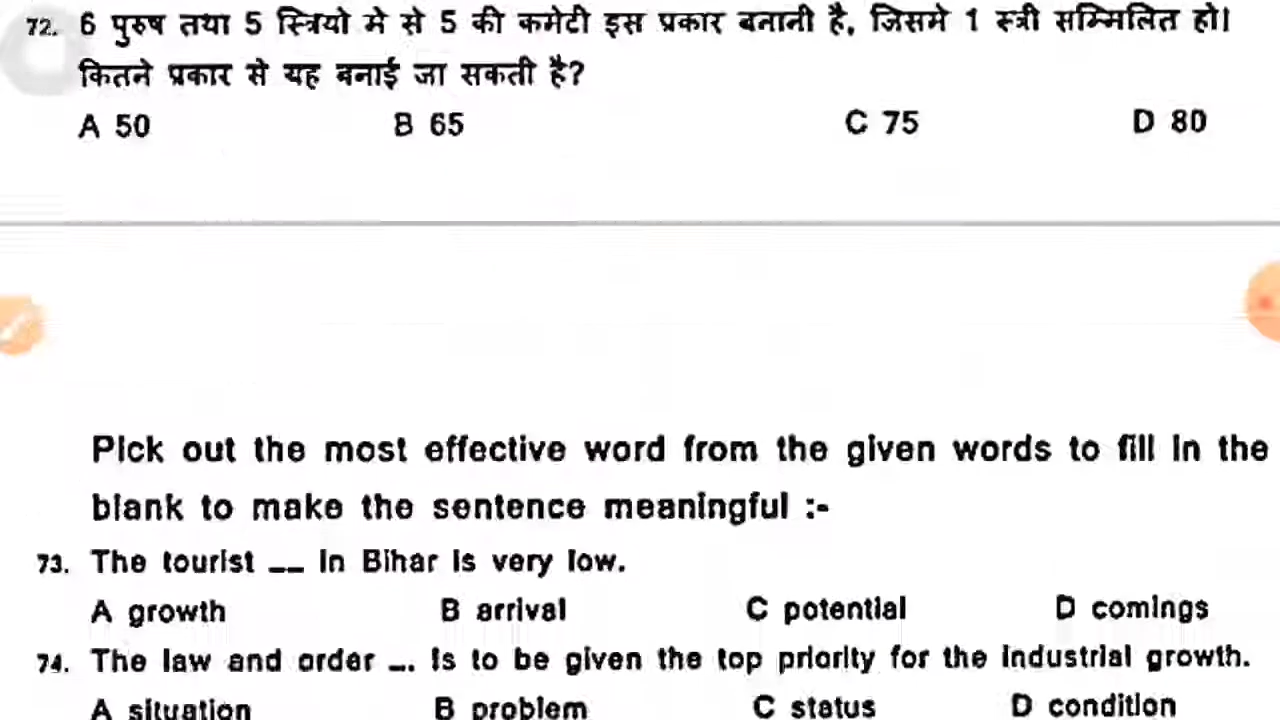 72. 6 पुरुष तथा 5 स्त्रियो मे से 5 की कमेटी इस प्रकार बनानी है, जिसमे 1 स्त्री सम्मिलित हो।
कितने प्रकार से यह बनाई जा सकती है?
A 50 B 65 C 75 D 80
Pick out the most effective word from the given words to fill in the
blank to make the sentence meaningful :-
73. The tourist __ in Bihar is very low.
A growth B arrival C potential D comings
74. The law and order __. is to be given the top priority for the industrial growth.
A situation B problem C status D condition